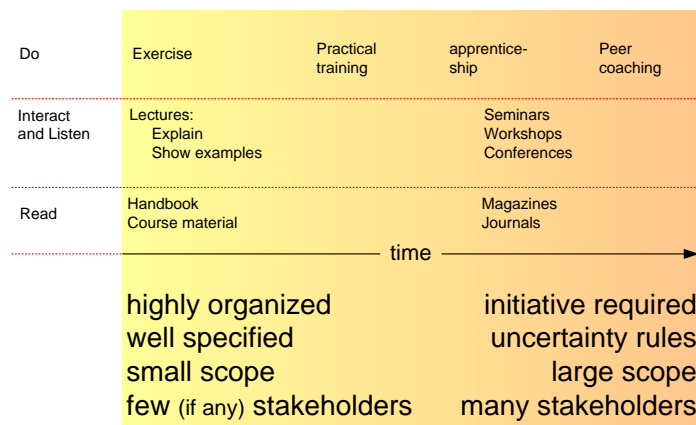 Do
Exercise
Practical
training
apprentice-
ship
Peer
coaching
Interact
and Listen
Lectures:
Explain
Show examples
Seminars
Workshops
Conferences
Read
Handbook
Course material
Magazines
Journals
time
highly organized
well specified
small scope
few (if any) stakeholders
initiative required
uncertainty rules
large scope
many stakeholders